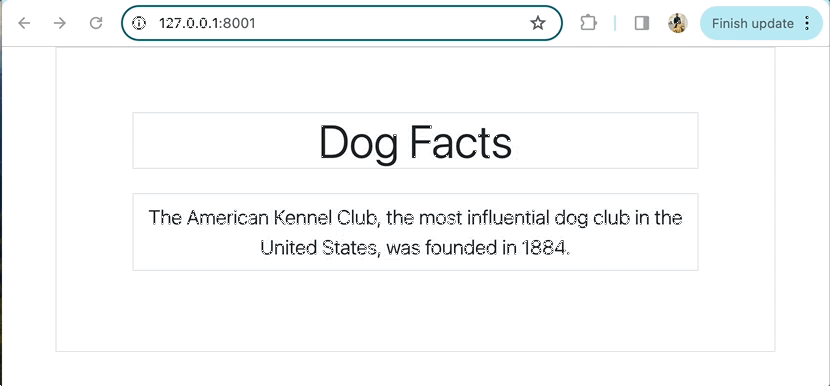 127.0.0.1:8001
Finish update
Dog Facts
The American Kennel Club, the most influential dog club in the
United States, was founded in 1884.